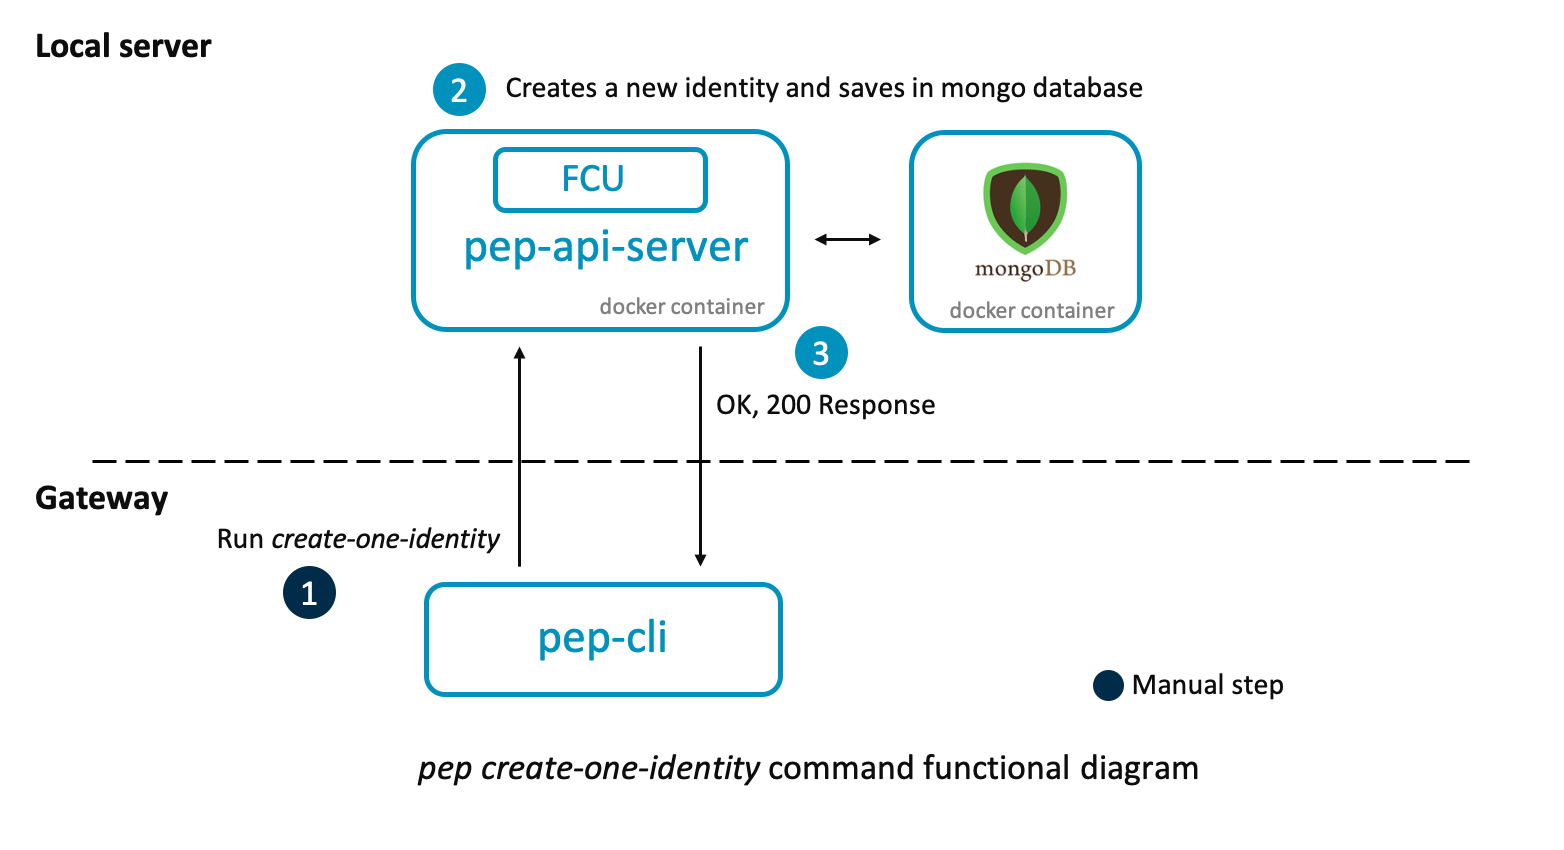 Local server
2 Creates a new identity and saves in mongo database
FCU
pep-api-server
docker container
mongoDB
docker container
3
OK, 200 Response
Gateway
Run create-one-identity
1
pep-cli
Manual step
pep create-one-identity command functional diagram